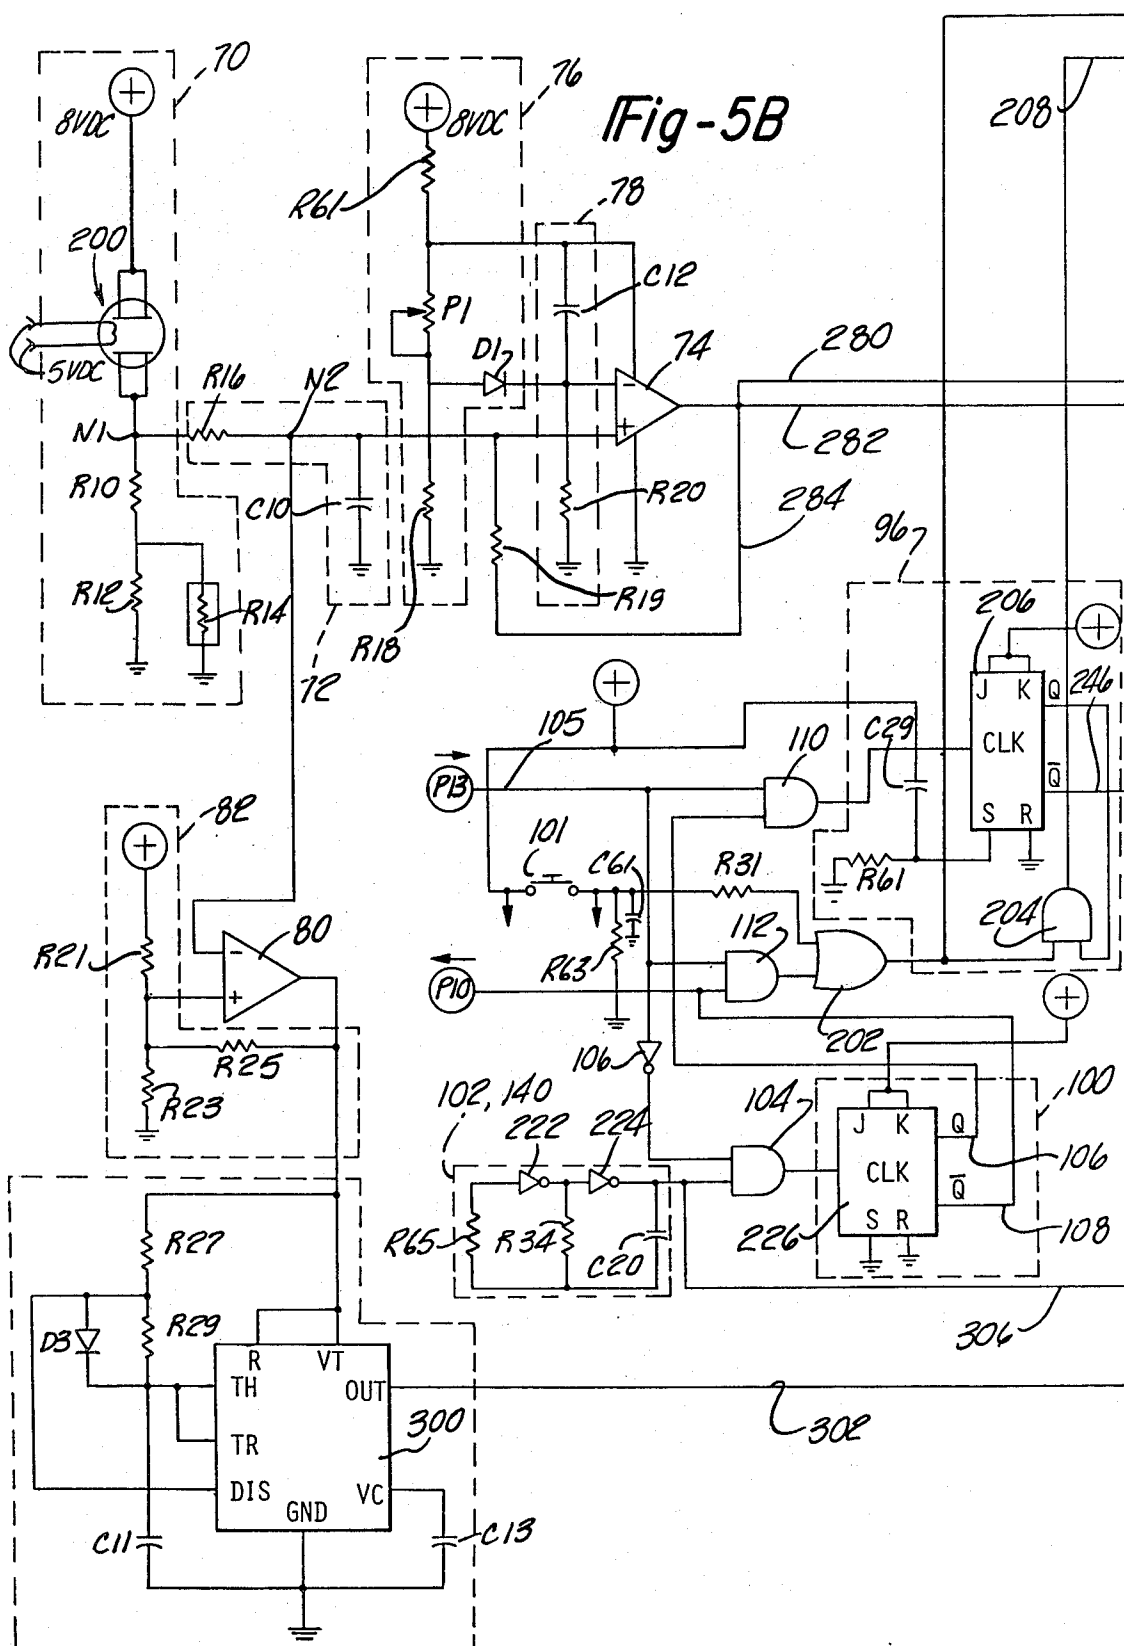 Fig-5B
70
8VDC
200
5VDC
N1
R10
R12
R14
R16
N2
C10
72
76
8VDC
R61
P1
D1
R18
78
C12
74
R20
R19
280
282
284
208
96
206
J K Q
CLK
Q
S R
246
C29
R61
204
105
P13
110
101
C61
R31
R63
112
P10
202
106
82
R21
80
R25
R23
102, 140
222
224
R65
R34
C20
104
100
J K Q
CLK
Q
S R
226
106
108
306
R27
D3
R29
R VT
TH
OUT
300
TR
DIS
VC
GND
C11
C13
302